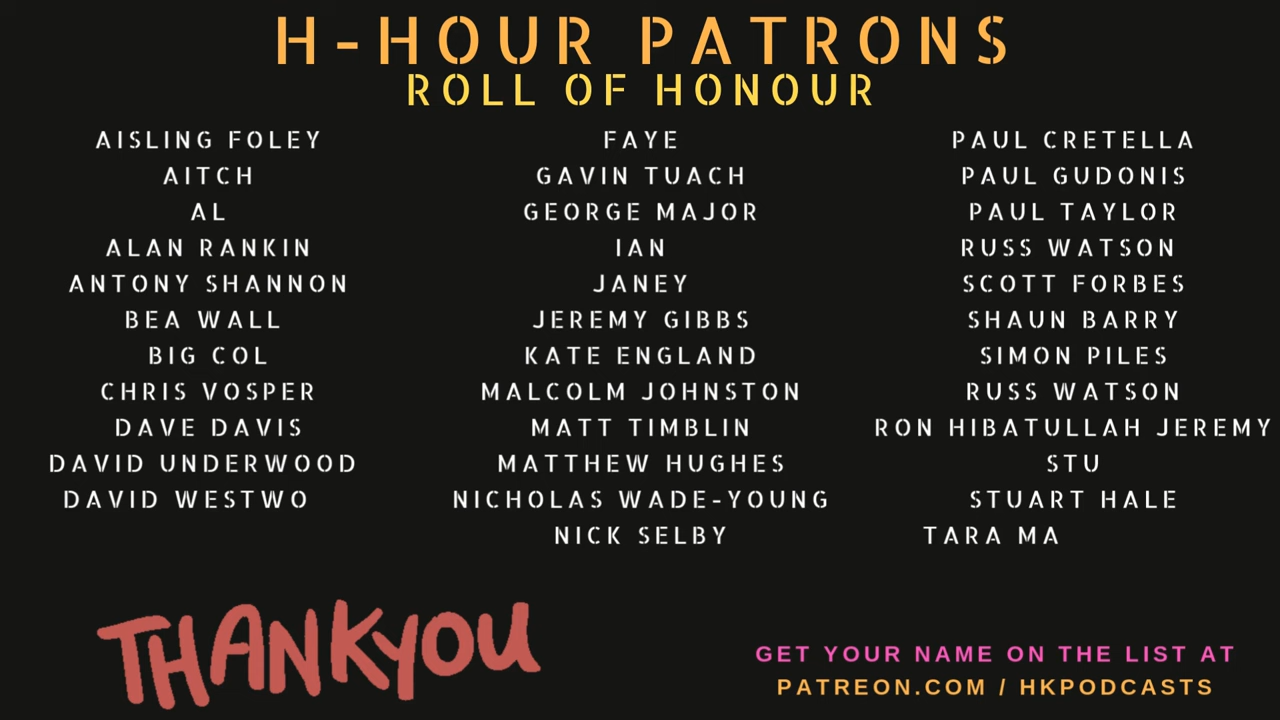 H-HOUR PATRONS
ROLL OF HONOUR
AISLING FOLEY
AITCH
AL
ALAN RANKIN
ANTONY SHANNON
BEA WALL
BIG COL
CHRIS VOSPER
DAVE DAVIS
DAVID UNDERWOOD
DAVID WESTWO
FAYE
GAVIN TUACH
GEORGE MAJOR
IAN
JANEY
JEREMY GIBBS
KATE ENGLAND
MALCOLM JOHNSTON
MATT TIMBLIN
MATTHEW HUGHES
NICHOLAS WADE-YOUNG
NICK SELBY
PAUL CRETELLA
PAUL GUDONIS
PAUL TAYLOR
RUSS WATSON
SCOTT FORBES
SHAUN BARRY
SIMON PILES
RUSS WATSON
RON HIBATULLAH JEREMY
STU
STUART HALE
TARA MA
THANKYOU
GET YOUR NAME ON THE LIST AT
PATREON.COM / HKPODCASTS